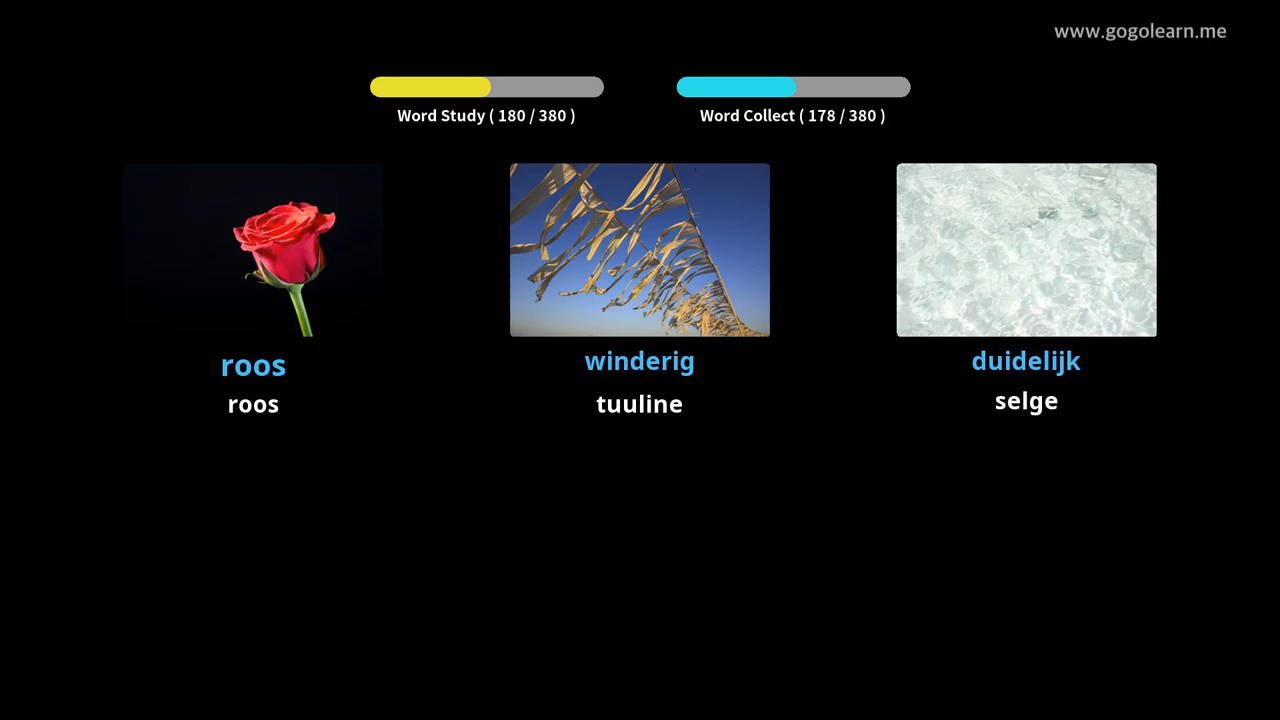 www.gogolearn.me
Word Study ( 180 / 380 )
Word Collect ( 178 / 380 )
roos
winderig
duidelijk
roos
tuuline
selge